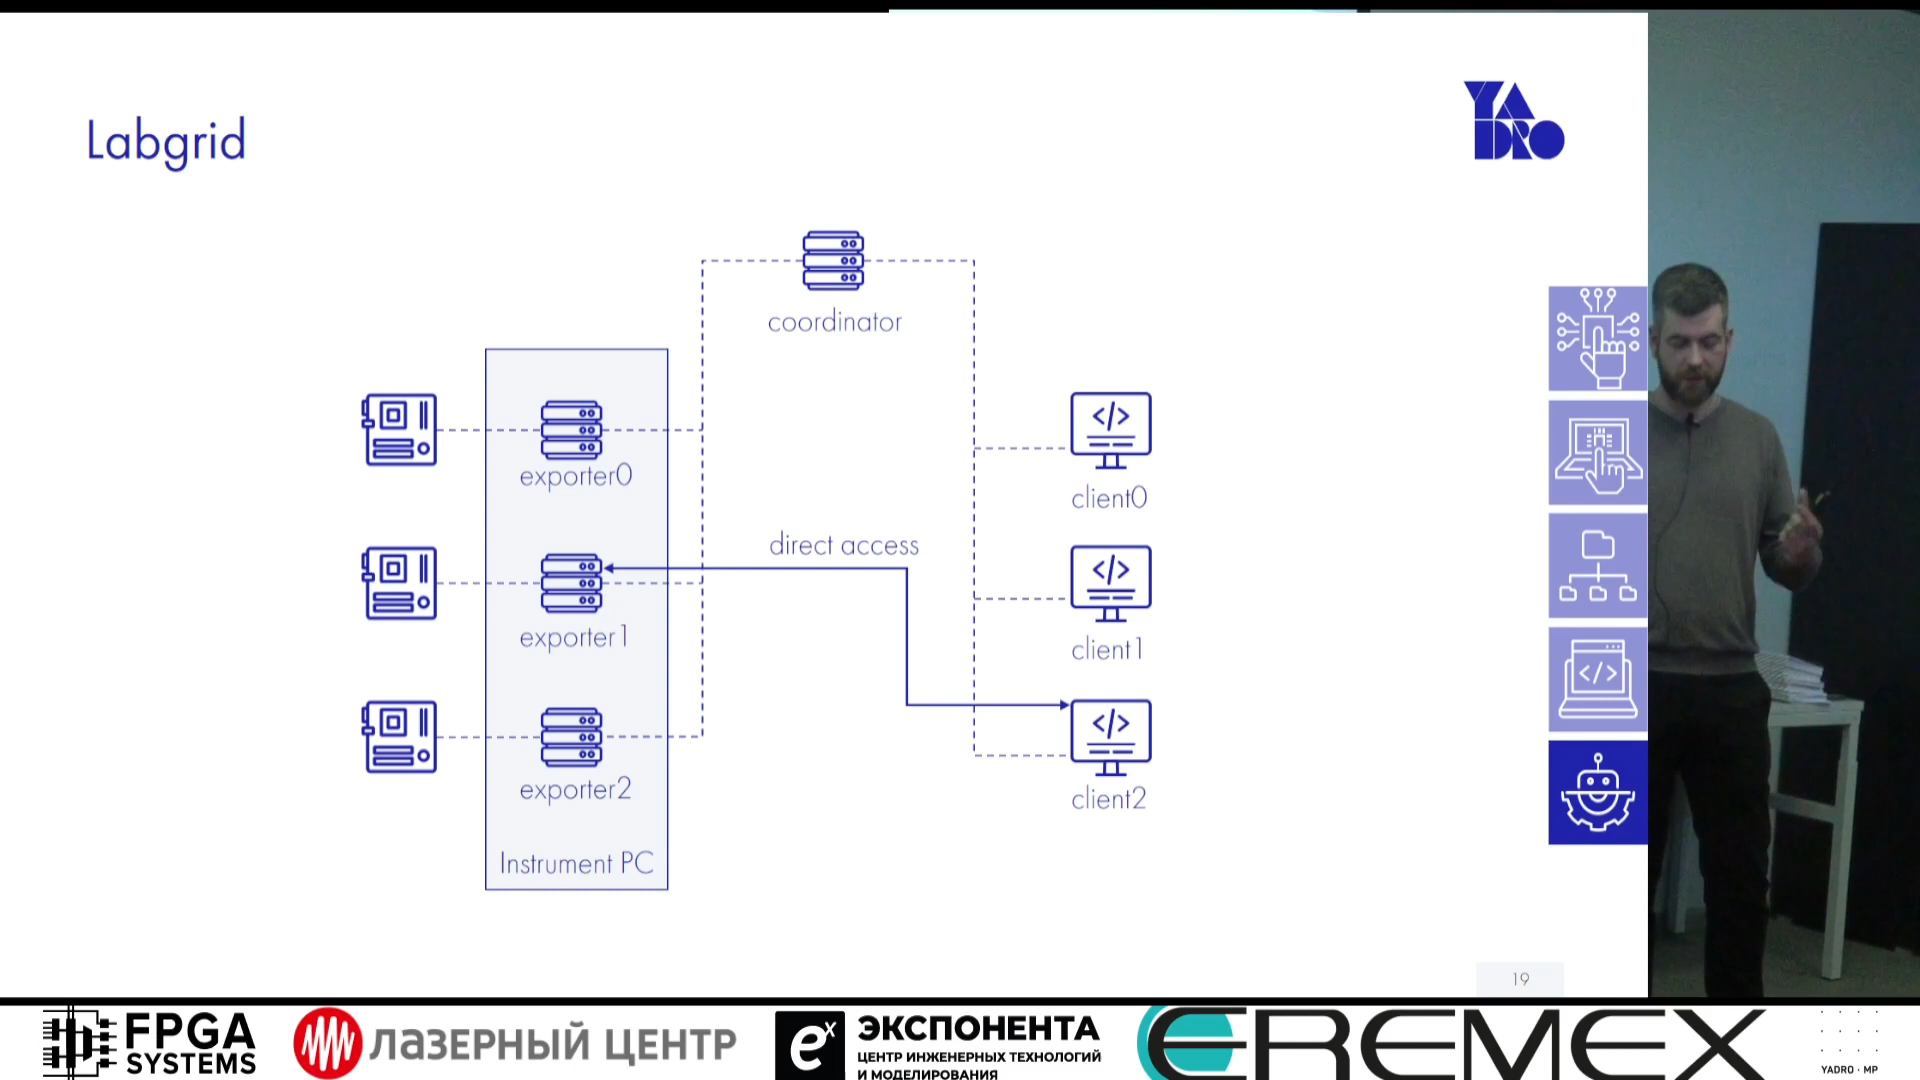 Labgrid
YADRO
coordinator
exporter0
client0
direct access
exporter1
client1
exporter2
client2
Instrument PC
19
FPGA
SYSTEMS
ЛАЗЕРНЫЙ ЦЕНТР
ex
ЭКСПОНЕНТА
ЦЕНТР ИНЖЕНЕРНЫХ ТЕХНОЛОГИЙ
И МОДЕЛИРОВАНИЯ
EREMEX
YADRO · MP